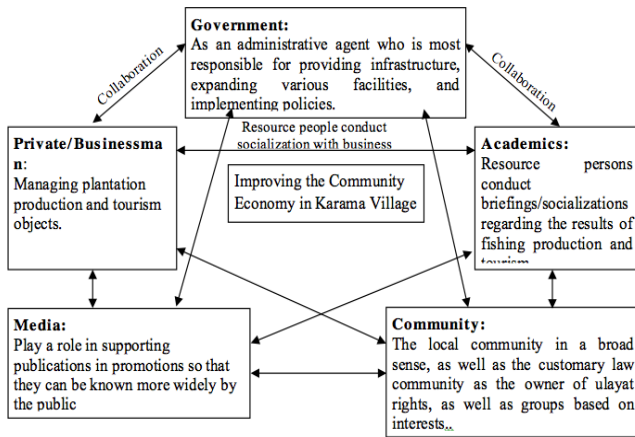 Government:
As an administrative agent who is most
responsible for providing infrastructure,
expanding various facilities, and
implementing policies.
Collaboration
Collaboration
Private/Businessma
n:
Managing plantation
production and tourism
objects.
Resource people conduct
socialization with business
Academics:
Resource persons
conduct
briefings/socializations
regarding the results of
fishing production and
tourism
Improving the Community
Economy in Karama Village
Media:
Play a role in supporting
publications in promotions so that
they can be known more widely by
the public
Community:
The local community in a broad
sense, as well as the customary law
community as the owner of ulayat
rights, as well as groups based on
interests..